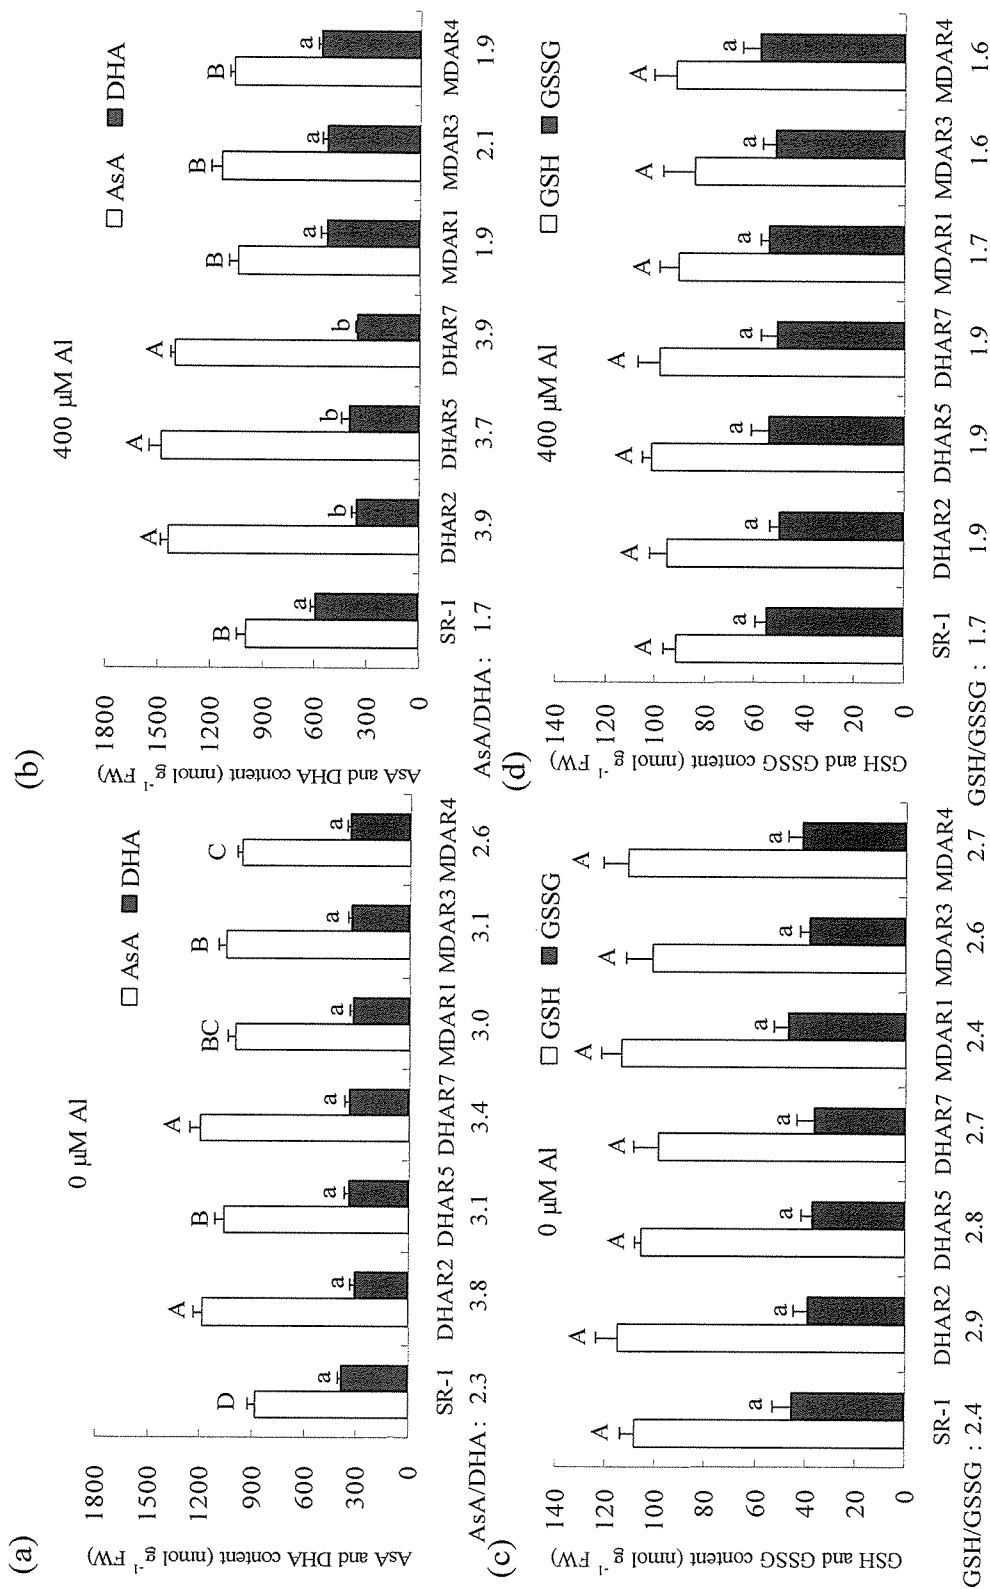 (a)
0 μM Al
AsA DHA
AsA and DHA content (nmol g-1 FW)
1800
1500
1200
900
600
300
0
D a A a B a A a BC a B a C a
SR-1 DHAR2 DHAR5 DHAR7 MDAR1 MDAR3 MDAR4
AsA/DHA : 2.3 3.8 3.1 3.4 3.0 3.1 2.6
(b)
400 μM Al
AsA DHA
AsA and DHA content (nmol g-1 FW)
1800
1500
1200
900
600
300
0
B a A b A b A b B a B a B a
SR-1 DHAR2 DHAR5 DHAR7 MDAR1 MDAR3 MDAR4
AsA/DHA : 1.7 3.9 3.7 3.9 1.9 2.1 1.9
(c)
0 μM Al
GSH GSSG
GSH and GSSG content (nmol g-1 FW)
140
120
100
80
60
40
20
0
A a A a A a A a A a A a A a
SR-1 DHAR2 DHAR5 DHAR7 MDAR1 MDAR3 MDAR4
GSH/GSSG : 2.4 2.9 2.8 2.7 2.4 2.6 2.7
(d)
400 μM Al
GSH GSSG
GSH and GSSG content (nmol g-1 FW)
140
120
100
80
60
40
20
0
A a A a A a A a A a A a A a
SR-1 DHAR2 DHAR5 DHAR7 MDAR1 MDAR3 MDAR4
GSH/GSSG : 1.7 1.9 1.9 1.9 1.7 1.6 1.6